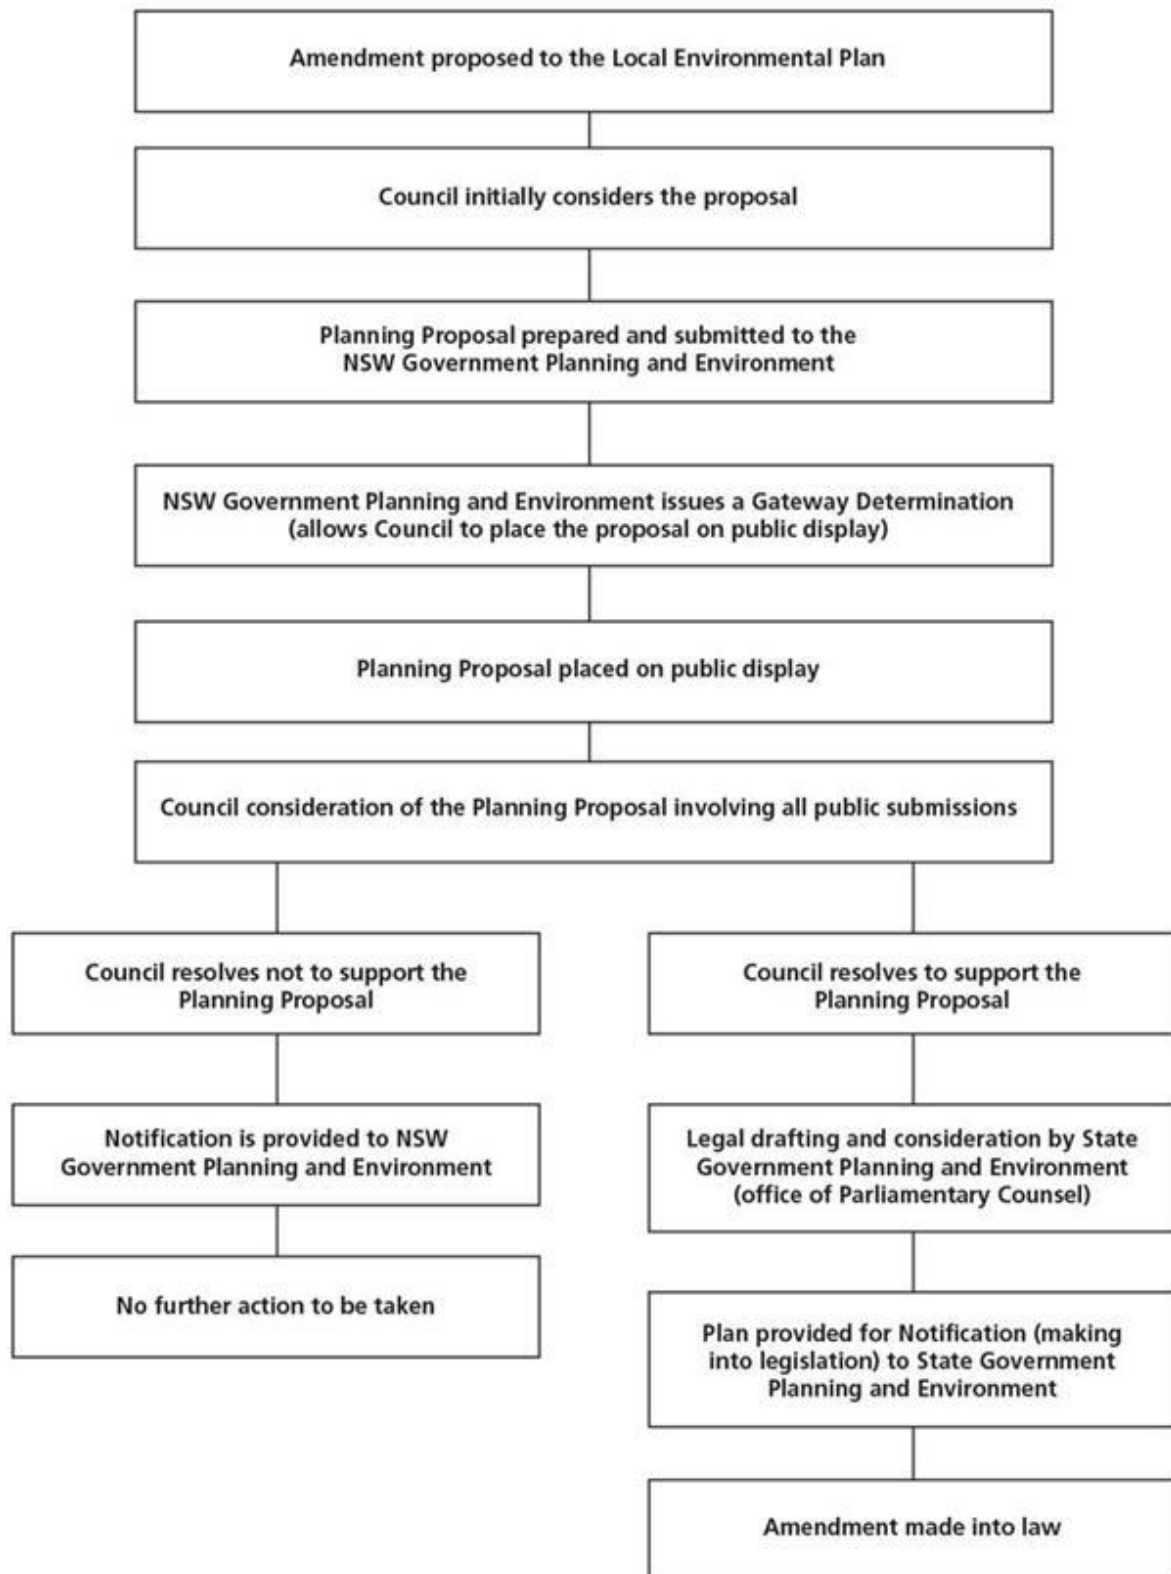 Amendment proposed to the Local Environmental Plan
Council initially considers the proposal
Planning Proposal prepared and submitted to the
NSW Government Planning and Environment
NSW Government Planning and Environment issues a Gateway Determination
(allows Council to place the proposal on public display)
Planning Proposal placed on public display
Council consideration of the Planning Proposal involving all public submissions
Council resolves not to support the
Planning Proposal
Notification is provided to NSW
Government Planning and Environment
No further action to be taken
Council resolves to support the
Planning Proposal
Legal drafting and consideration by State
Government Planning and Environment
(office of Parliamentary Counsel)
Plan provided for Notification (making
into legislation) to State Government
Planning and Environment
Amendment made into law